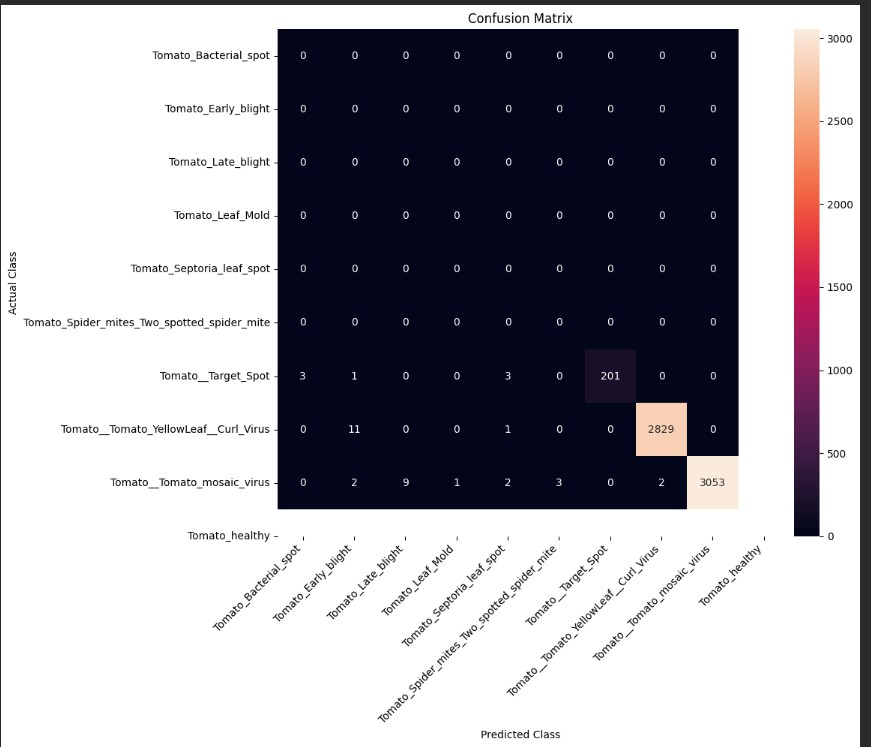 Confusion Matrix
Actual Class
Tomato_Bacterial_spot 0 0 0 0 0 0 0 0 0
Tomato_Early_blight 0 0 0 0 0 0 0 0 0
Tomato_Late_blight 0 0 0 0 0 0 0 0 0
Tomato_Leaf_Mold 0 0 0 0 0 0 0 0 0
Tomato_Septoria_leaf_spot 0 0 0 0 0 0 0 0 0
Tomato_Spider_mites_Two_spotted_spider_mite 0 0 0 0 0 0 0 0 0
Tomato__Target_Spot 3 1 0 0 3 0 201 0 0
Tomato__Tomato_YellowLeaf__Curl_Virus 0 11 0 0 1 0 0 2829 0
Tomato__Tomato_mosaic_virus 0 2 9 1 2 3 0 2 3053
Tomato_healthy
Tomato_Bacterial_spot
Tomato_Early_blight
Tomato_Late_blight
Tomato_Leaf_Mold
Tomato_Septoria_leaf_spot
Tomato_Spider_mites_Two_spotted_spider_mite
Tomato__Target_Spot
Tomato__Tomato_YellowLeaf__Curl_Virus
Tomato__Tomato_mosaic_virus
Tomato_healthy
Predicted Class
3000
2500
2000
1500
1000
500
0